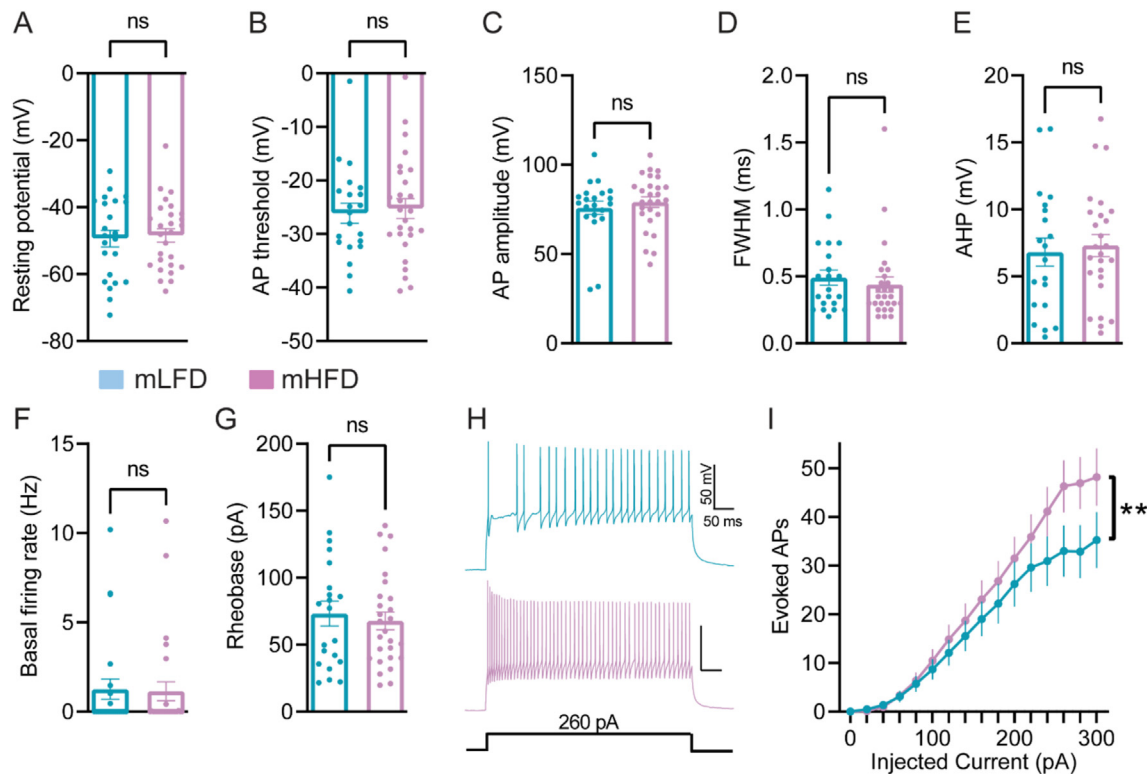 A
ns
Resting potential (mV)
0
-20
-40
-60
-80
B
ns
AP threshold (mV)
0
-10
-20
-30
-40
-50
C
ns
AP amplitude (mV)
150
100
50
0
D
ns
FWHM (ms)
2.0
1.5
1.0
0.5
0.0
E
ns
AHP (mV)
20
15
10
5
0
mLFD
mHFD
F
ns
Basal firing rate (Hz)
15
10
5
0
G
ns
Rheobase (pA)
200
150
100
50
0
H
50 mV
50 ms
260 pA
I
**
Evoked APs
50
40
30
20
10
0
0
100
200
300
Injected Current (pA)